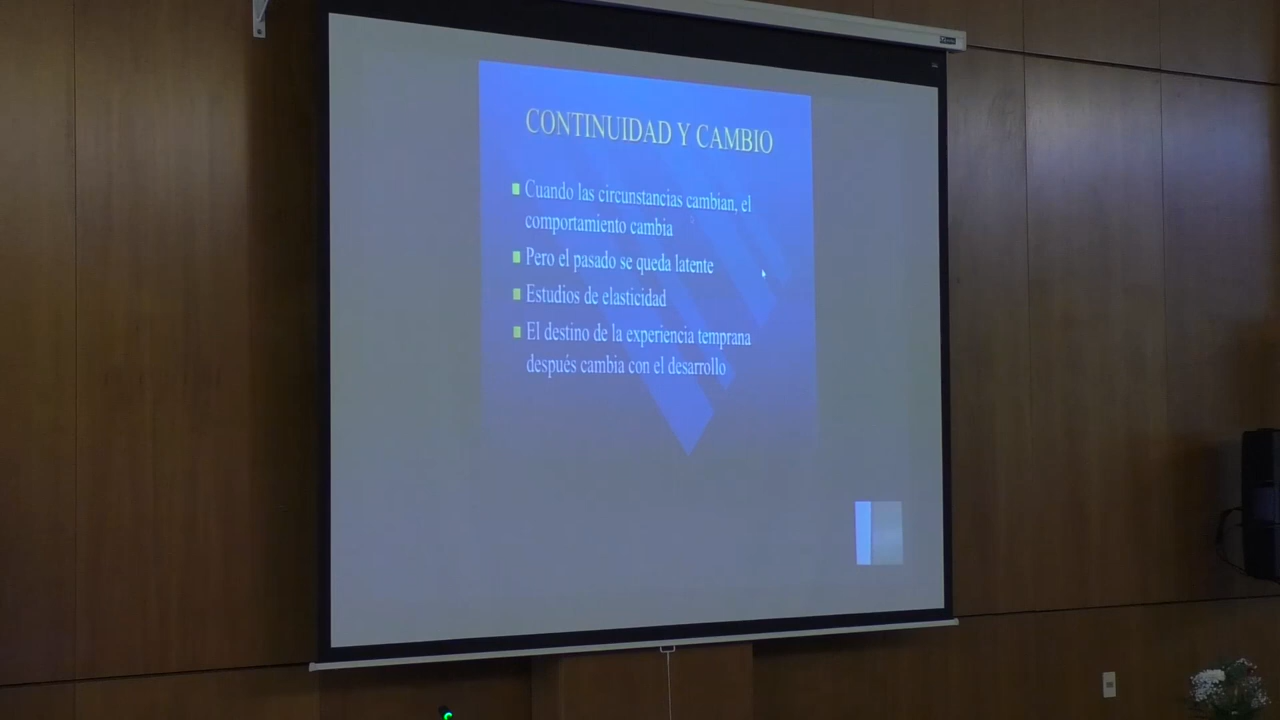 CONTINUIDAD Y CAMBIO
Cuando las circunstancias cambian, el
comportamiento cambia
Pero el pasado se queda latente
Estudios de elasticidad
El destino de la experiencia temprana
después cambia con el desarrollo